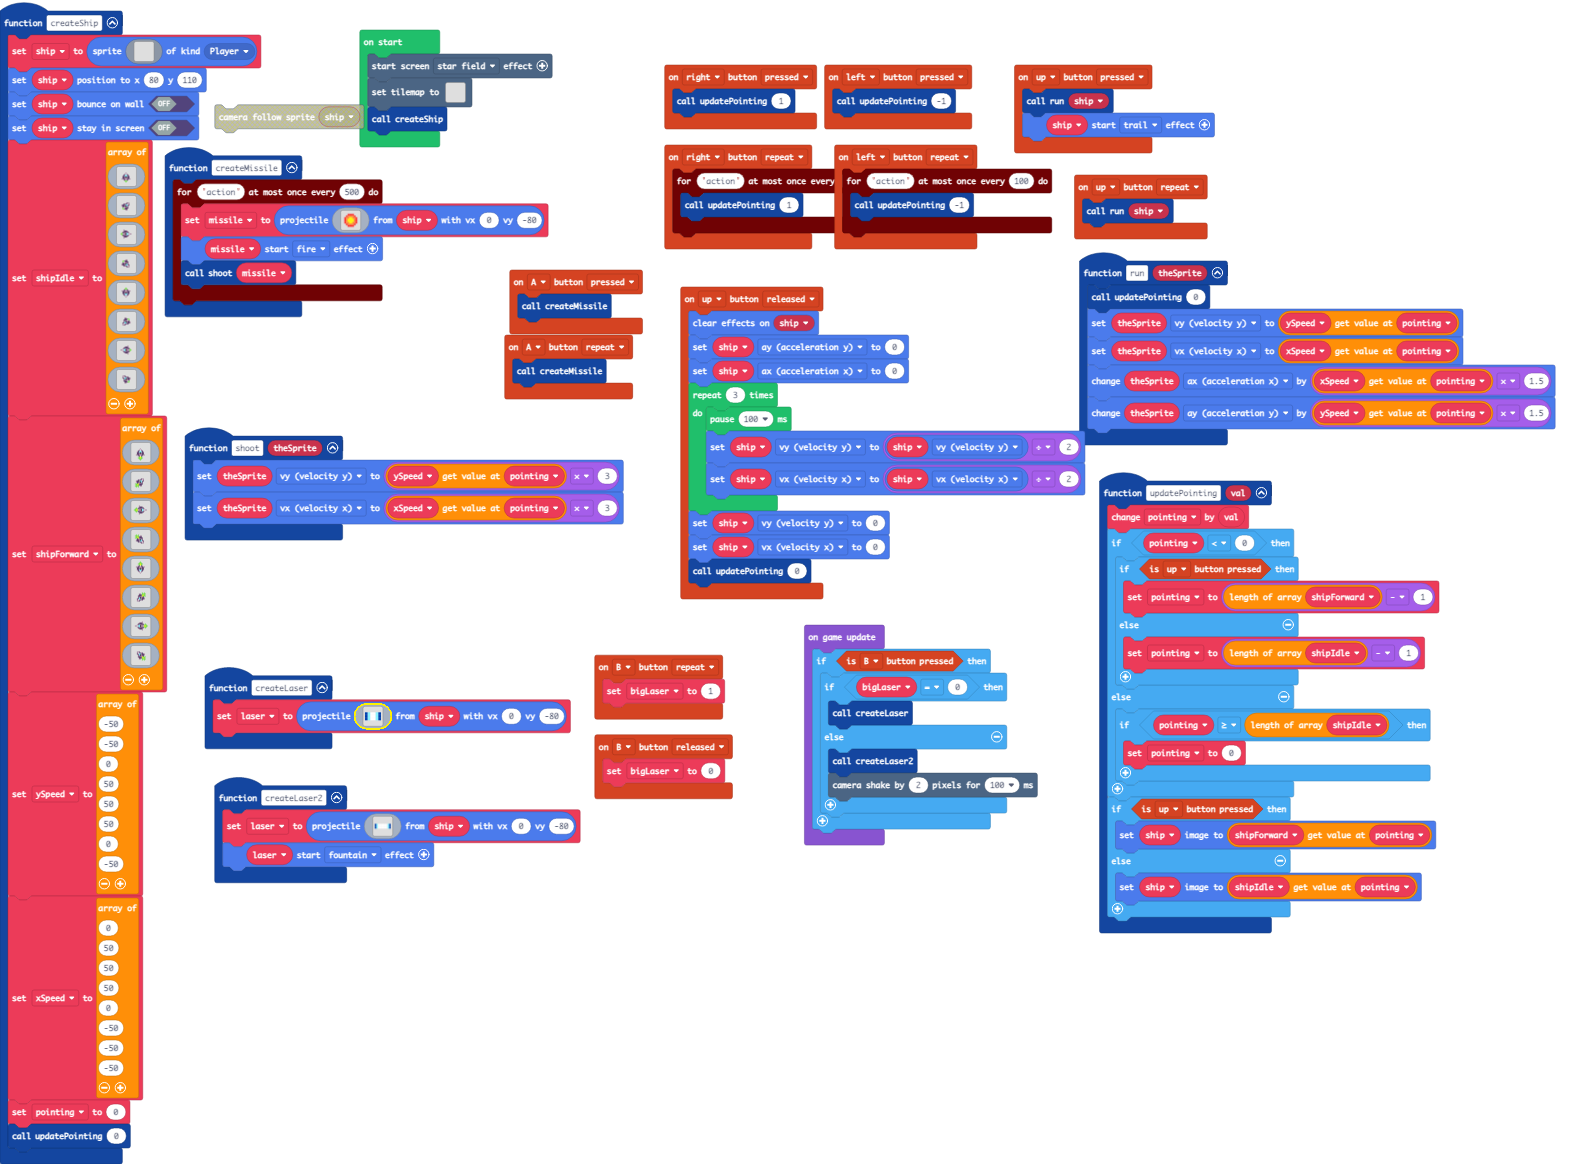 function createShip
set ship to sprite of kind Player
set ship position to x 80 y 110
set ship bounce on wall OFF
set ship stay in screen OFF
set shipIdle to array of
set shipForward to array of
set ySpeed to array of
-50
-50
0
50
50
50
0
-50
set xSpeed to array of
0
50
50
50
0
-50
-50
-50
set pointing to 0
call updatePointing 0
on start
start screen star field effect
set tilemap to
call createShip
camera follow sprite ship
function createMissile
for "action" at most once every 500 do
set missile to projectile from ship with vx 0 vy -80
missile start fire effect
call shoot missile
on A button pressed
call createMissile
on A button repeat
call createMissile
function shoot theSprite
set theSprite vy (velocity y) to ySpeed get value at pointing × 3
set theSprite vx (velocity x) to xSpeed get value at pointing × 3
function createLaser
set laser to projectile from ship with vx 0 vy -80
function createLaser2
set laser to projectile from ship with vx 0 vy -80
laser start fountain effect
on right button pressed
call updatePointing 1
on left button pressed
call updatePointing -1
on up button pressed
call run ship
ship start trail effect
on right button repeat
for "action" at most once every
call updatePointing 1
on left button repeat
for "action" at most once every 100 do
call updatePointing -1
on up button repeat
call run ship
on up button released
clear effects on ship
set ship ay (acceleration y) to 0
set ship ax (acceleration x) to 0
repeat 3 times
do pause 100 ms
set ship vy (velocity y) to ship vy (velocity y) ÷ 2
set ship vx (velocity x) to ship vx (velocity x) ÷ 2
set ship vy (velocity y) to 0
set ship vx (velocity x) to 0
call updatePointing 0
function run theSprite
call updatePointing 0
set theSprite vy (velocity y) to ySpeed get value at pointing
set theSprite vx (velocity x) to xSpeed get value at pointing
change theSprite ax (acceleration x) by xSpeed get value at pointing × 1.5
change theSprite ay (acceleration y) by ySpeed get value at pointing × 1.5
on B button repeat
set bigLaser to 1
on B button released
set bigLaser to 0
on game update
if is B button pressed then
if bigLaser = 0 then
call createLaser
else
call createLaser2
camera shake by 2 pixels for 100 ms
function updatePointing val
change pointing by val
if pointing < 0 then
if is up button pressed then
set pointing to length of array shipForward - 1
else
set pointing to length of array shipIdle - 1
else
if pointing ≥ length of array shipIdle then
set pointing to 0
if is up button pressed then
set ship image to shipForward get value at pointing
else
set ship image to shipIdle get value at pointing